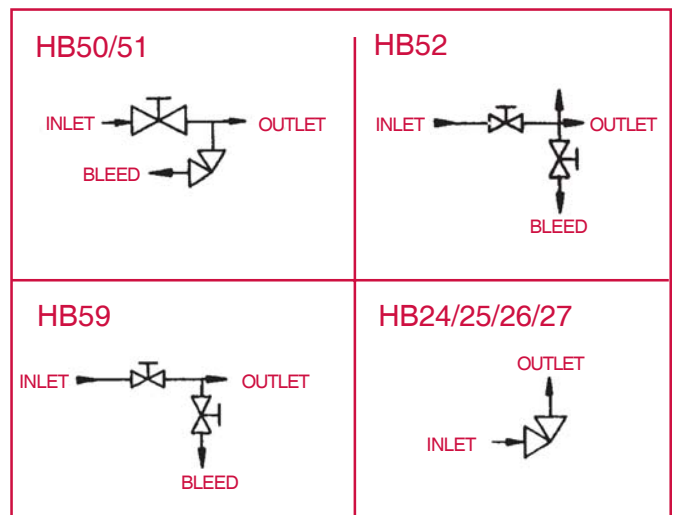 HB50/51
INLET
OUTLET
BLEED
HB52
INLET
OUTLET
BLEED
HB59
INLET
OUTLET
BLEED
HB24/25/26/27
OUTLET
INLET